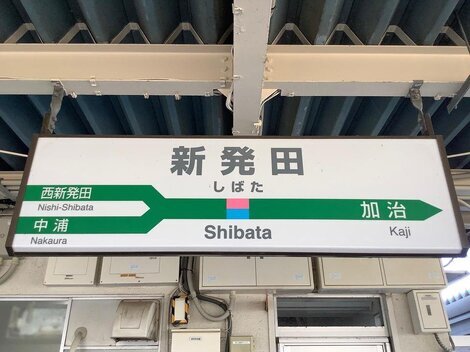 新発田
しばた
Shibata
西新発田
Nishi-Shibata
中浦
Nakaura
加治
Kaji